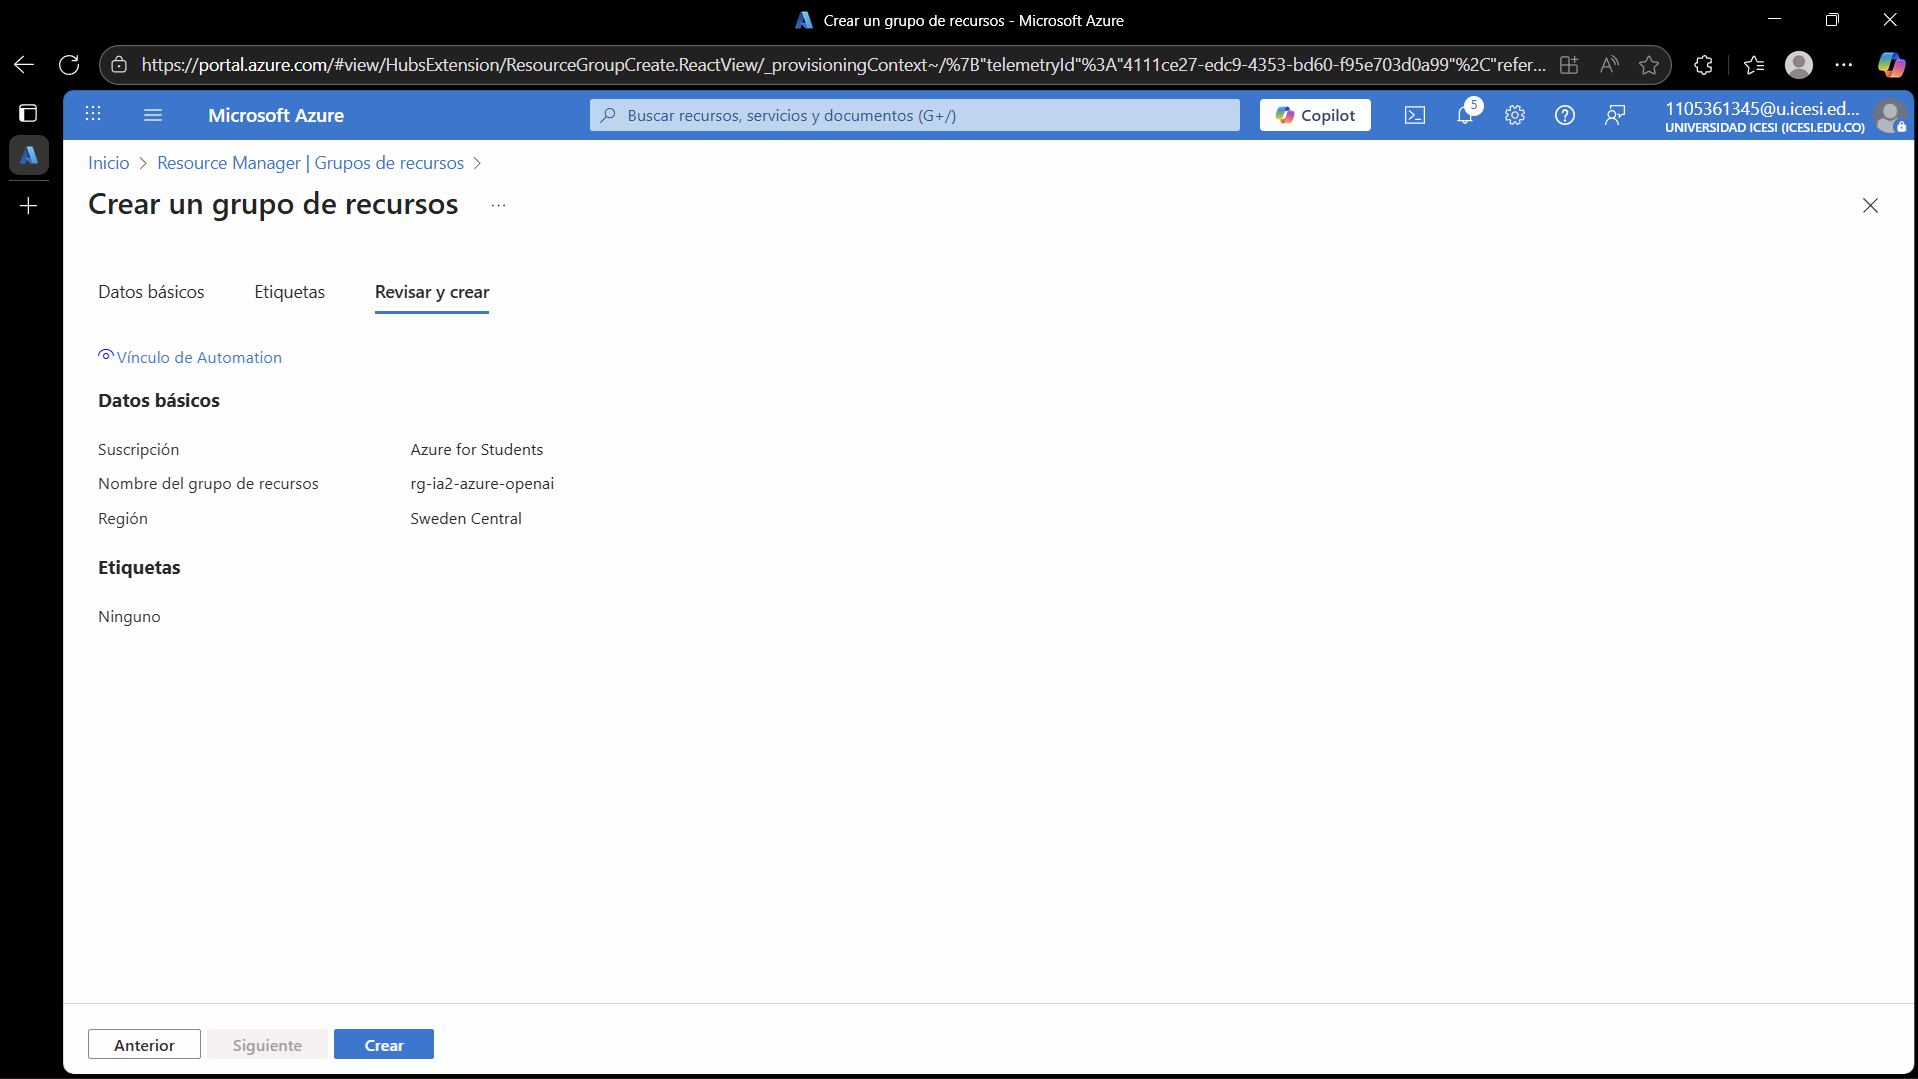 Crear un grupo de recursos - Microsoft Azure
https://portal.azure.com/#view/HubsExtension/ResourceGroupCreate.ReactView/_provisioningContext~/%7B"telemetryId"%3A"4111ce27-edc9-4353-bd60-f95e703d0a99"%2C"refer...
Microsoft Azure
Buscar recursos, servicios y documentos (G+/)
Copilot
5
1105361345@u.icesi.ed...
UNIVERSIDAD ICESI (ICESI.EDU.CO)
Inicio > Resource Manager | Grupos de recursos >
Crear un grupo de recursos ...
Datos básicos Etiquetas Revisar y crear
Vínculo de Automation
Datos básicos
Suscripción Azure for Students
Nombre del grupo de recursos rg-ia2-azure-openai
Región Sweden Central
Etiquetas
Ninguno
Anterior Siguiente Crear